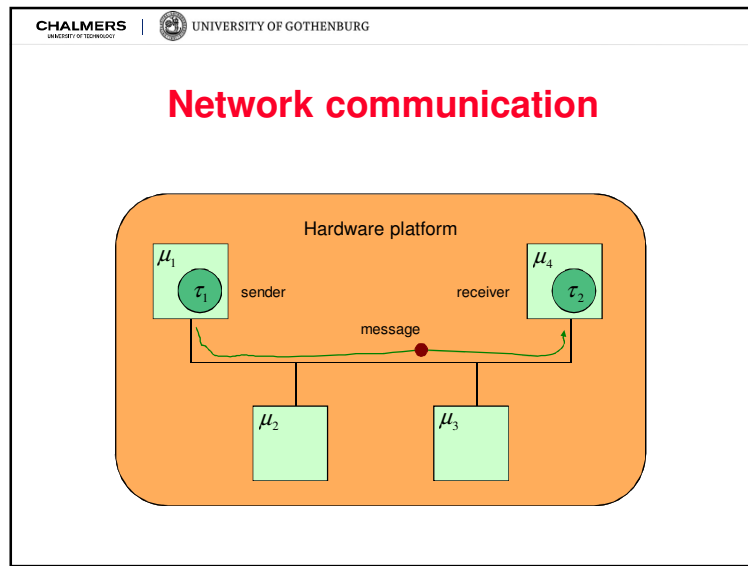 CHALMERS | UNIVERSITY OF GOTHENBURG
UNIVERSITY OF TECHNOLOGY
Network communication
Hardware platform
μ₁ μ₄
τ₁ sender receiver τ₂
message
μ₂ μ₃